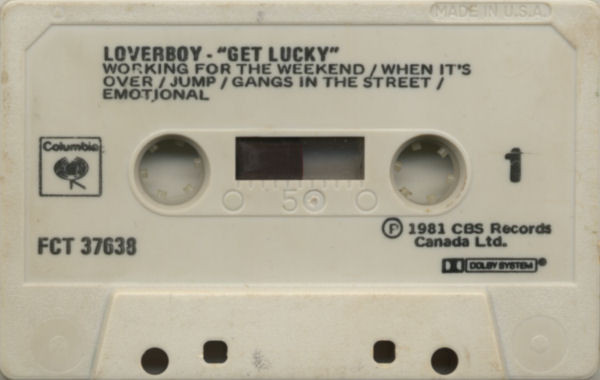 MADE IN U.S.A.
LOVERBOY - "GET LUCKY"
WORKING FOR THE WEEKEND / WHEN IT'S
OVER / JUMP / GANGS IN THE STREET /
EMOTIONAL
Columbia
1
50
FCT 37638
℗ 1981 CBS Records
Canada Ltd.
DOLBY SYSTEM®